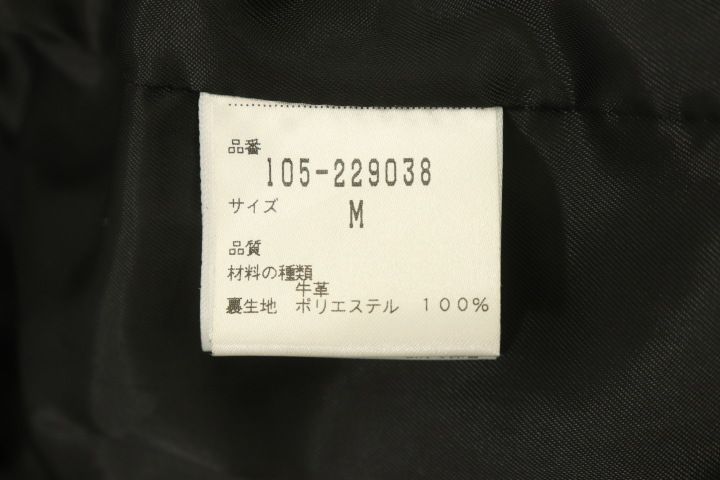 品番
105-229038
サイズ
M
品質
材料の種類
牛革
裏生地 ポリエステル 100%